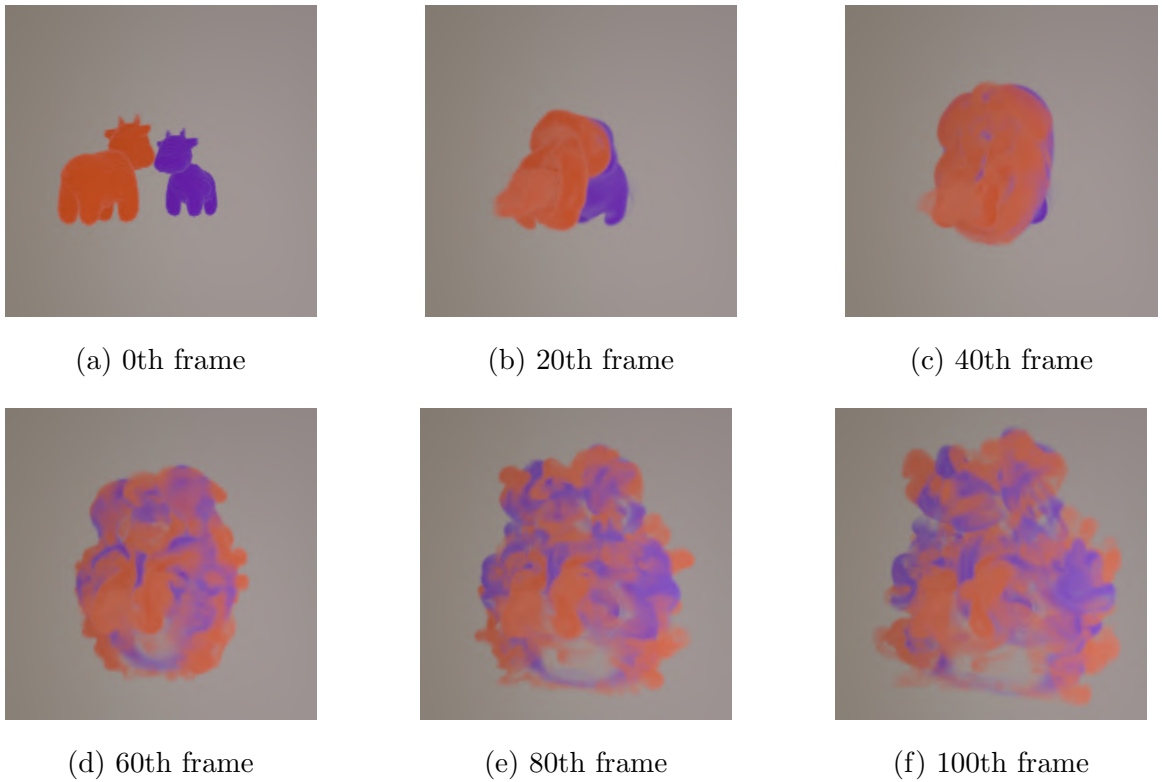 (a) 0th frame
(b) 20th frame
(c) 40th frame
(d) 60th frame
(e) 80th frame
(f) 100th frame